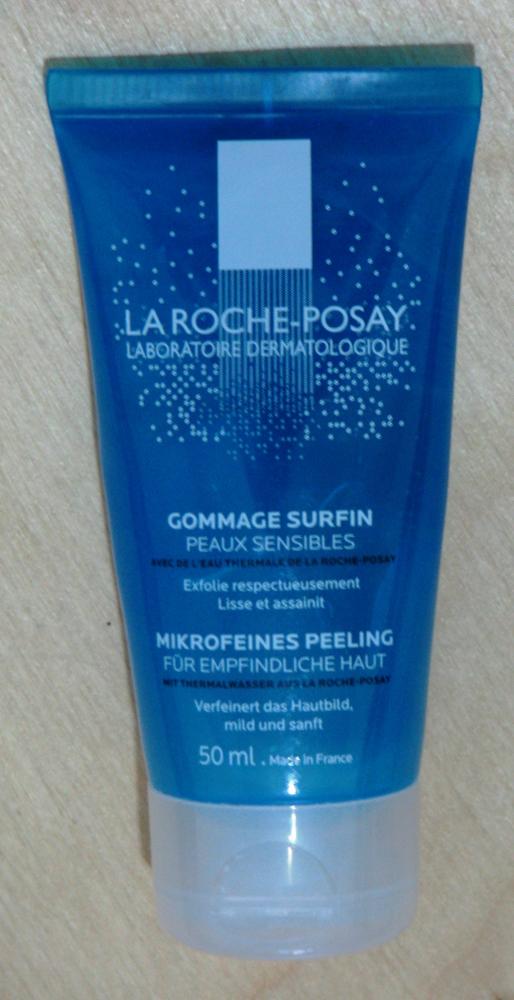 LA ROCHE-POSAY
LABORATOIRE DERMATOLOGIQUE
GOMMAGE SURFIN
PEAUX SENSIBLES
AVEC DE L'EAU THERMALE DE LA ROCHE-POSAY
Exfolie respectueusement
Lisse et assainit
MIKROFEINES PEELING
FÜR EMPFINDLICHE HAUT
MIT THERMALWASSER AUS LA ROCHE-POSAY
Verfeinert das Hautbild,
mild und sanft
50 ml . Made in France